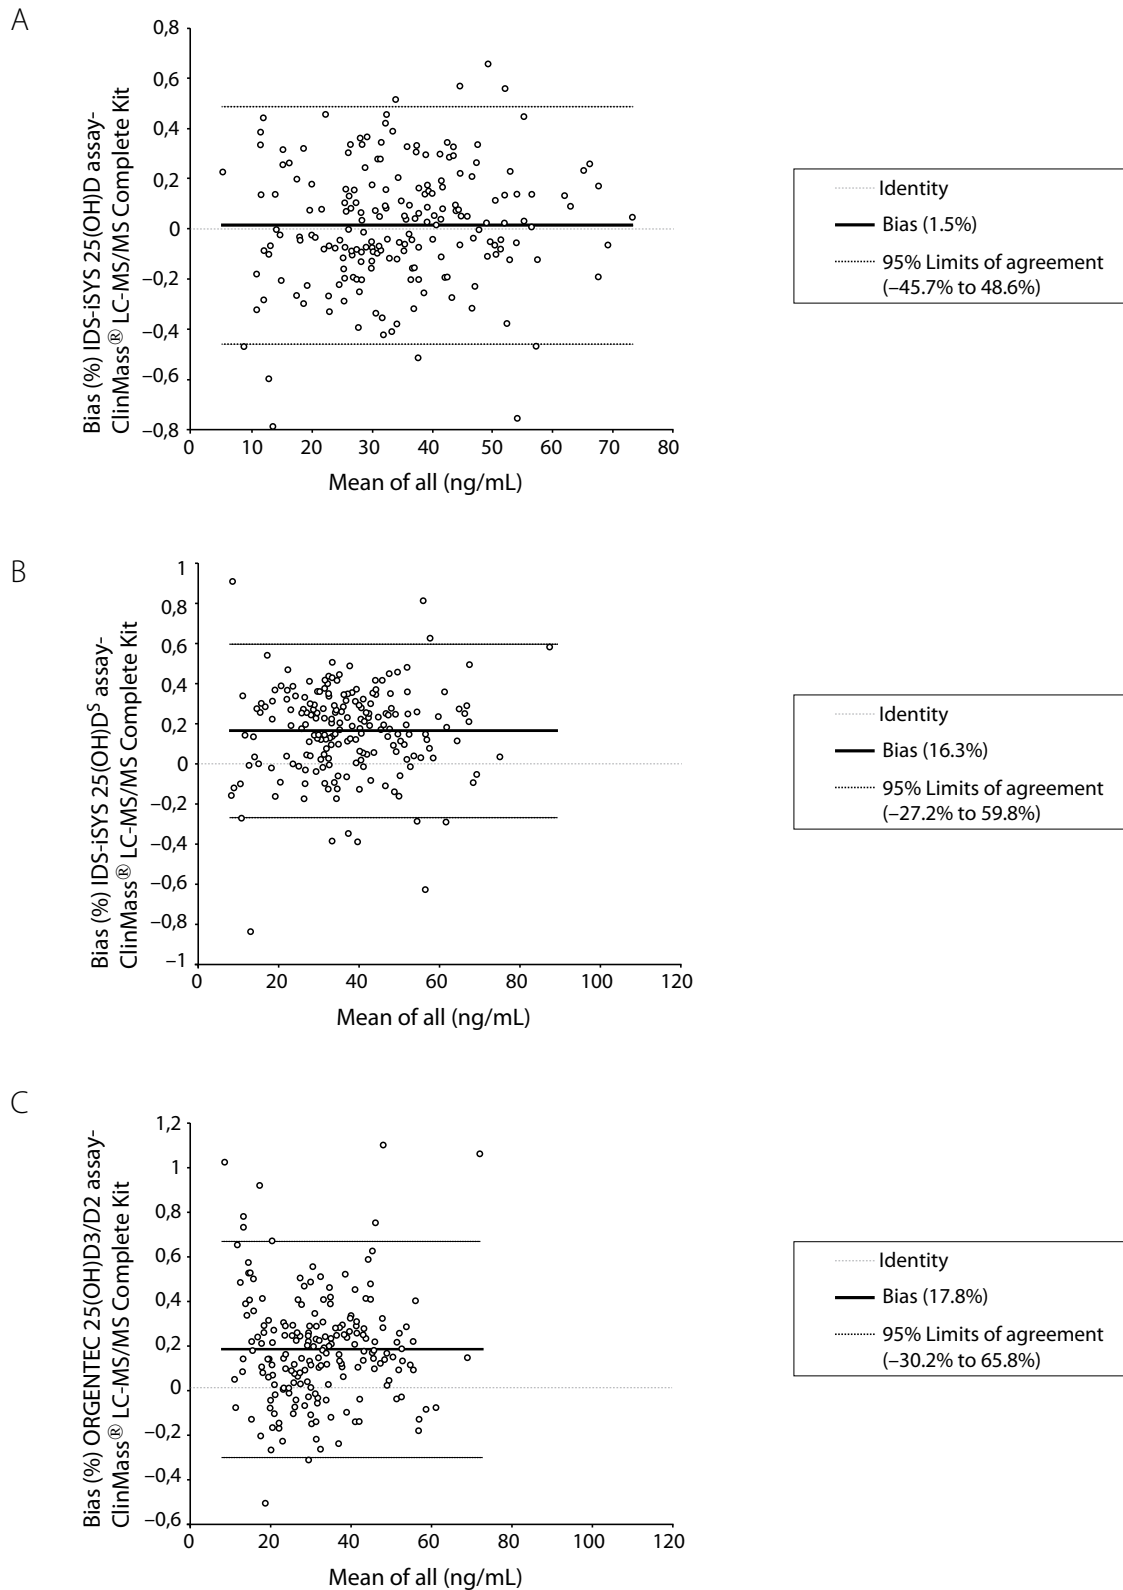 A
Bias (%) IDS-iSYS 25(OH)D assay-
ClinMass® LC-MS/MS Complete Kit
0,8
0,6
0,4
0,2
0
–0,2
–0,4
–0,6
–0,8
0 10 20 30 40 50 60 70 80
Mean of all (ng/mL)
Identity
Bias (1.5%)
95% Limits of agreement
(–45.7% to 48.6%)
B
Bias (%) IDS-iSYS 25(OH)Dˢ assay-
ClinMass® LC-MS/MS Complete Kit
1
0,8
0,6
0,4
0,2
0
–0,2
–0,4
–0,6
–0,8
–1
0 20 40 60 80 100 120
Mean of all (ng/mL)
Identity
Bias (16.3%)
95% Limits of agreement
(–27.2% to 59.8%)
C
Bias (%) ORGENTEC 25(OH)D3/D2 assay-
ClinMass® LC-MS/MS Complete Kit
1,2
1
0,8
0,6
0,4
0,2
0
–0,2
–0,4
–0,6
0 20 40 60 80 100 120
Mean of all (ng/mL)
Identity
Bias (17.8%)
95% Limits of agreement
(–30.2% to 65.8%)